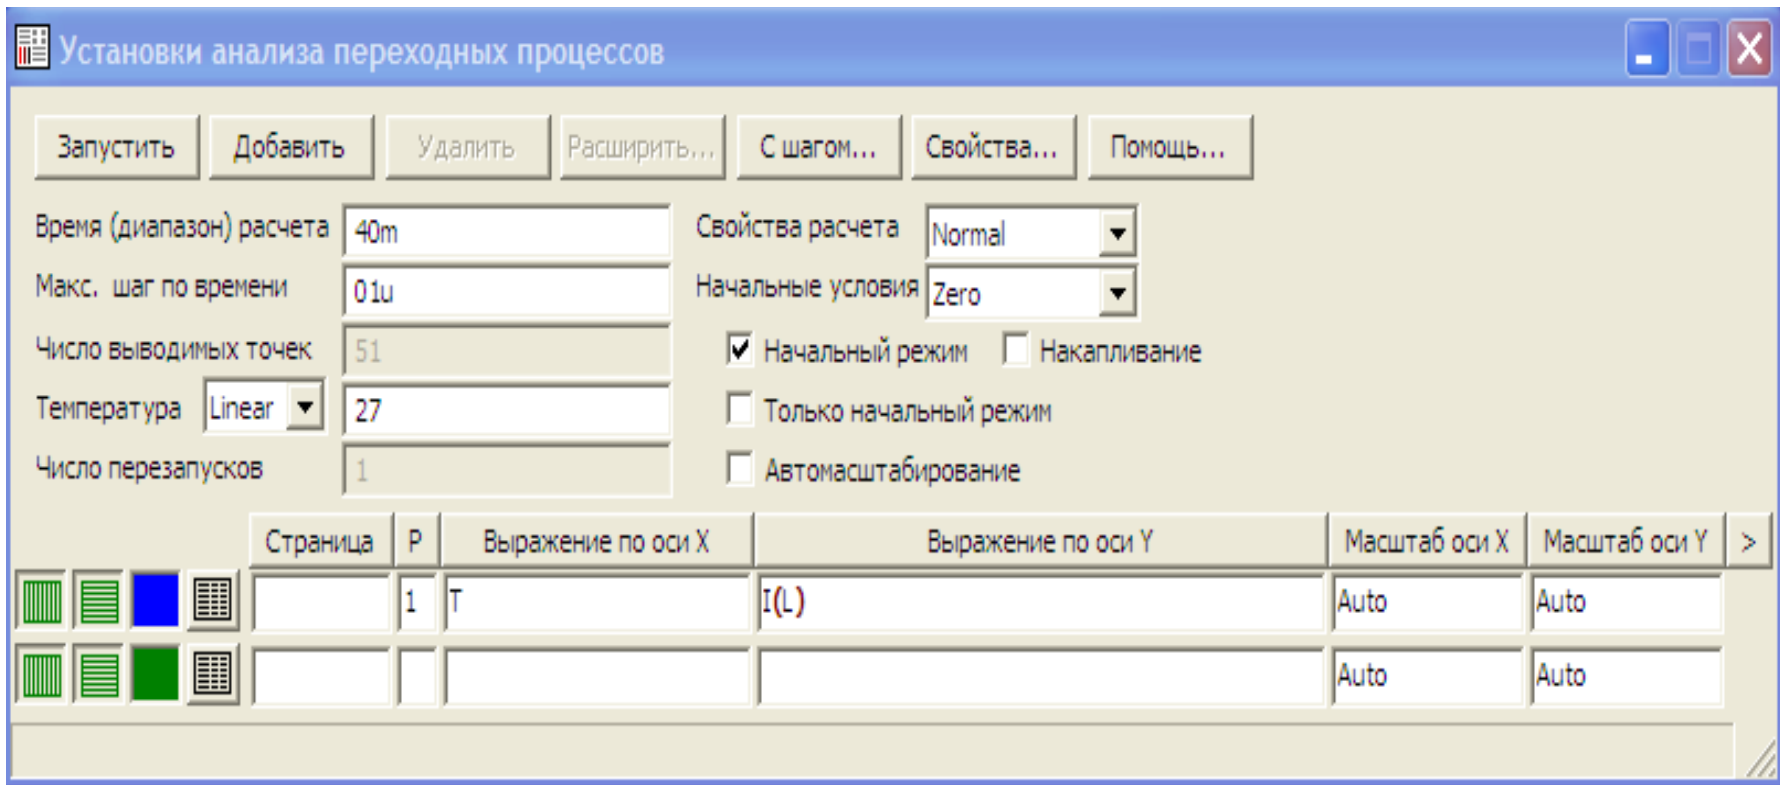 Установки анализа переходных процессов
Запустить Добавить Удалить Расширить... С шагом... Свойства... Помощь...
Время (диапазон) расчета 40m Свойства расчета Normal
Макс. шаг по времени 01u Начальные условия Zero
Число выводимых точек 51 Начальный режим Накапливание
Температура Linear 27 Только начальный режим
Число перезапусков 1 Автомасштабирование
Страница P Выражение по оси X Выражение по оси Y Масштаб оси X Масштаб оси Y >
1 T I(L) Auto Auto
Auto Auto